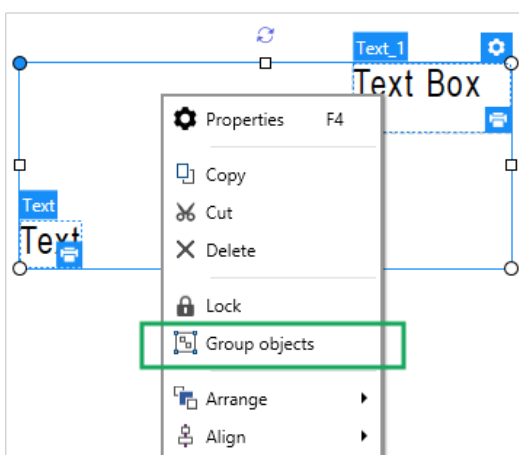 Text_1
Text Box
Properties F4
Copy
Text
Cut
Text
Delete
Lock
Group objects
Arrange
Align